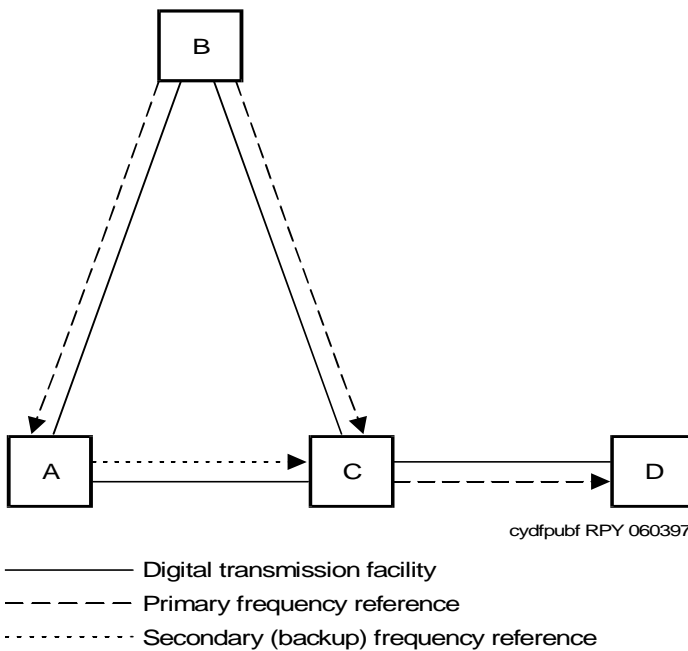 B
A
C
D
cydfpubf RPY 060397
Digital transmission facility
Primary frequency reference
Secondary (backup) frequency reference